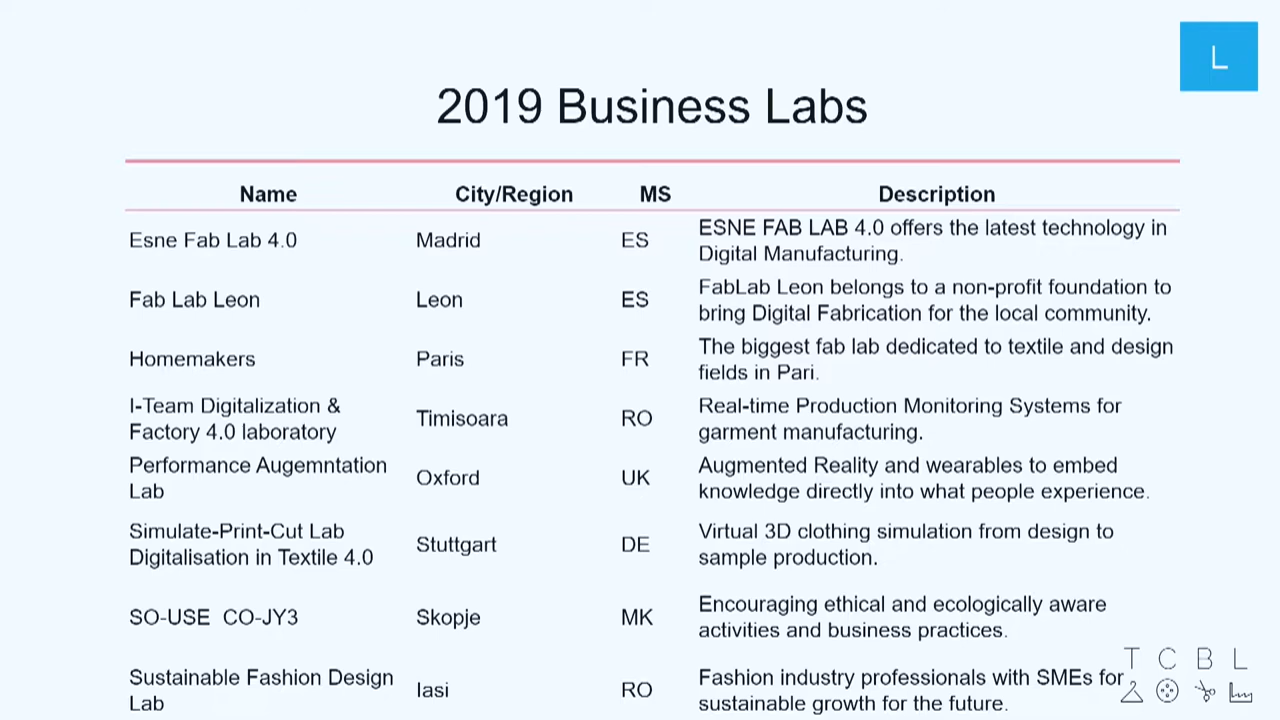 L
2019 Business Labs
Name City/Region MS Description
Esne Fab Lab 4.0 Madrid ES ESNE FAB LAB 4.0 offers the latest technology in
Digital Manufacturing.
Fab Lab Leon Leon ES FabLab Leon belongs to a non-profit foundation to
bring Digital Fabrication for the local community.
Homemakers Paris FR The biggest fab lab dedicated to textile and design
fields in Pari.
I-Team Digitalization & Timisoara RO Real-time Production Monitoring Systems for
Factory 4.0 laboratory garment manufacturing.
Performance Augemntation Oxford UK Augmented Reality and wearables to embed
Lab knowledge directly into what people experience.
Simulate-Print-Cut Lab Stuttgart DE Virtual 3D clothing simulation from design to
Digitalisation in Textile 4.0 sample production.
SO-USE CO-JY3 Skopje MK Encouraging ethical and ecologically aware
activities and business practices.
Sustainable Fashion Design Iasi RO Fashion industry professionals with SMEs for
Lab sustainable growth for the future.
T C B L